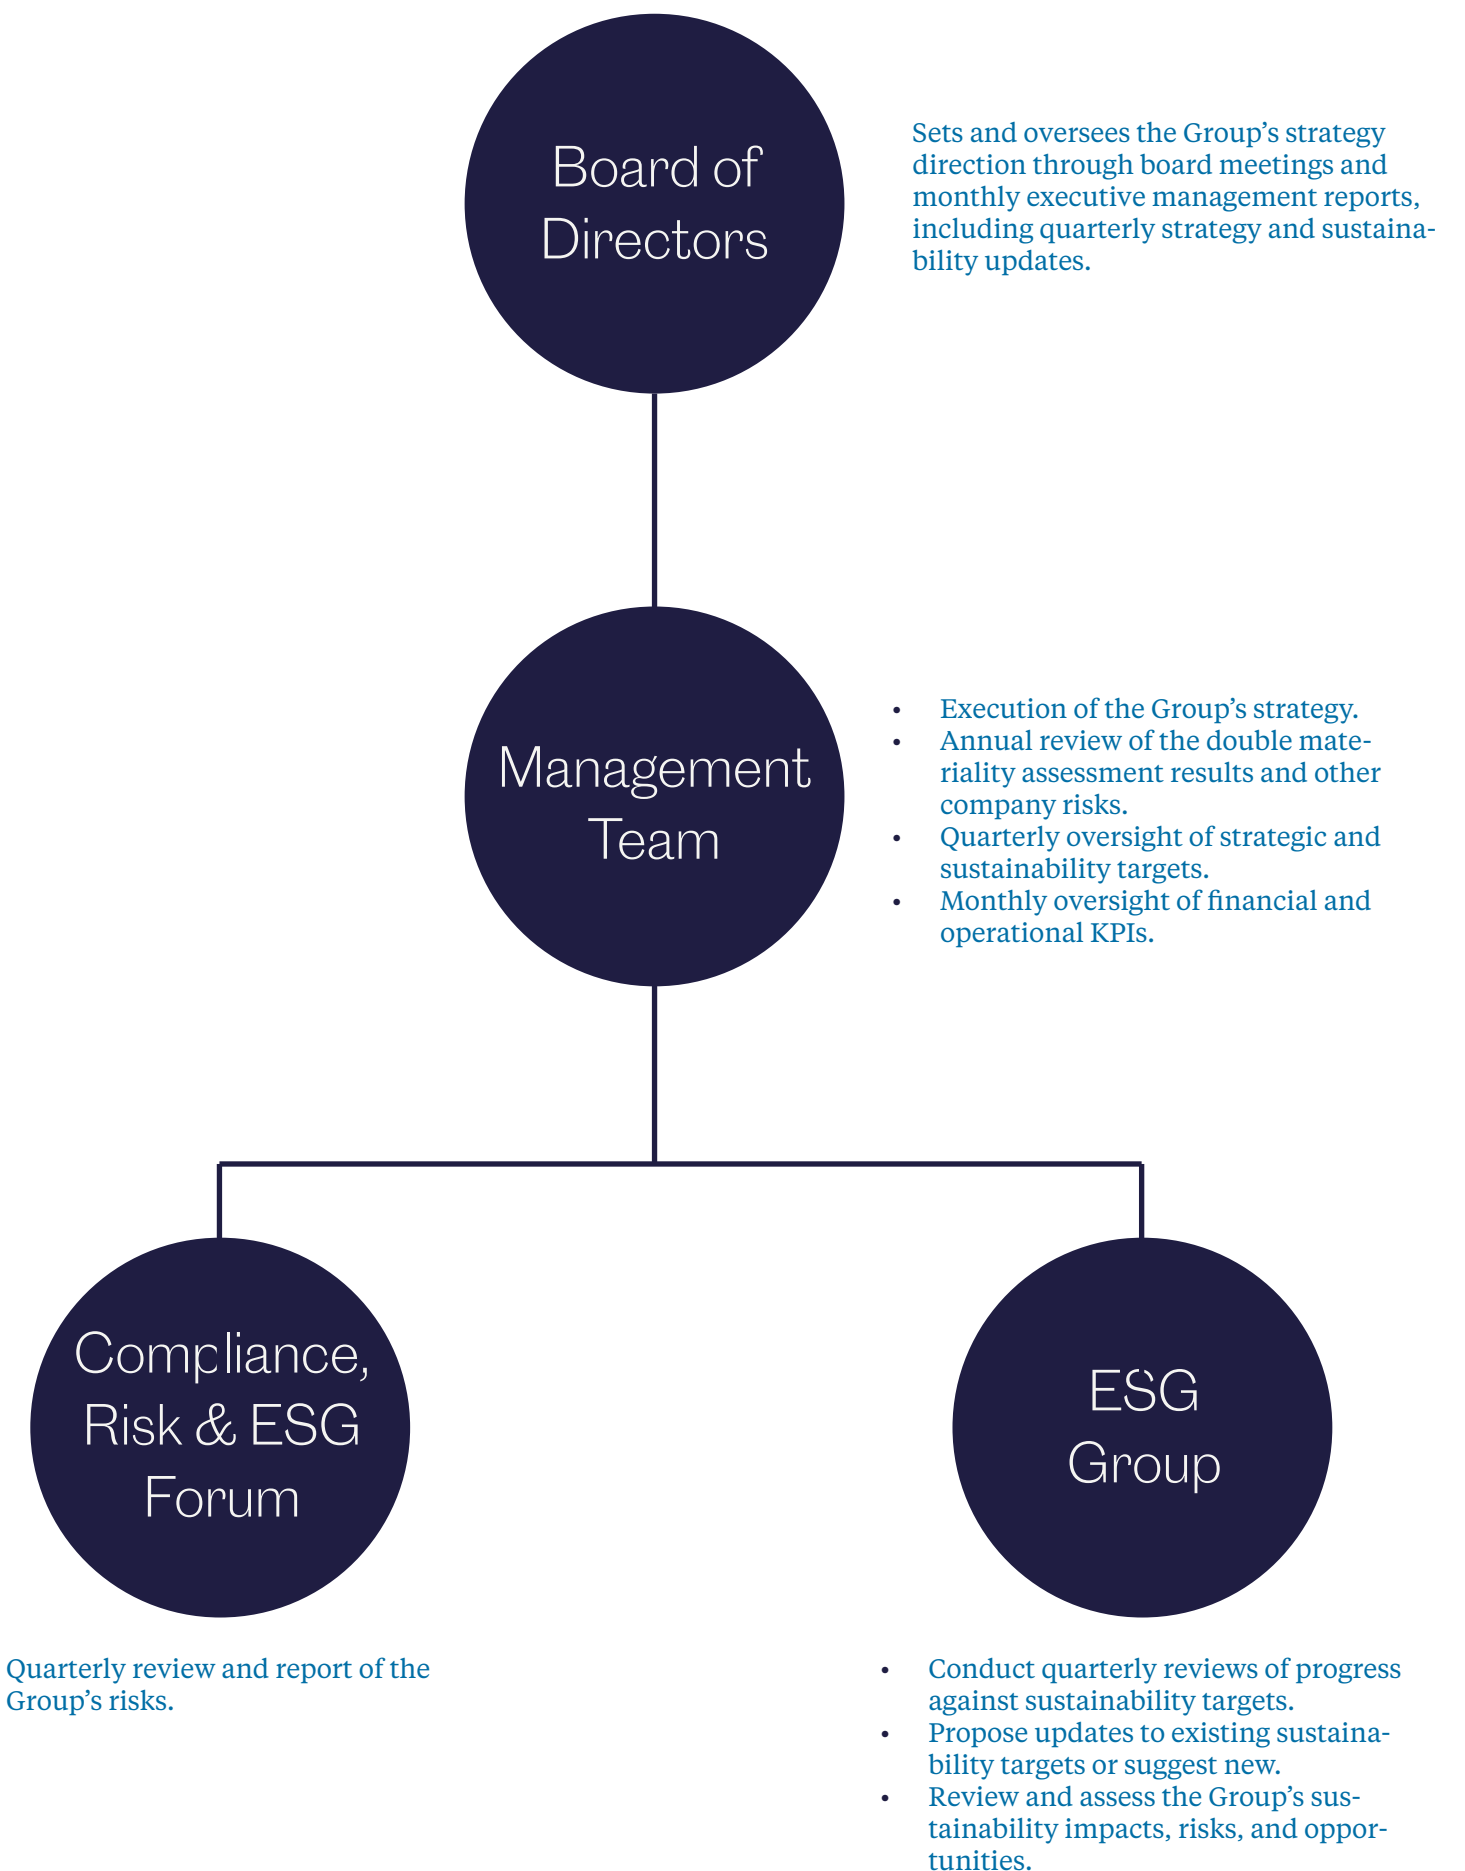 Board of
Directors
Sets and oversees the Group’s strategy
direction through board meetings and
monthly executive management reports,
including quarterly strategy and sustaina-
bility updates.
Management
Team
• Execution of the Group’s strategy.
• Annual review of the double mate-
riality assessment results and other
company risks.
• Quarterly oversight of strategic and
sustainability targets.
• Monthly oversight of financial and
operational KPIs.
Compliance,
Risk & ESG
Forum
Quarterly review and report of the
Group’s risks.
ESG
Group
• Conduct quarterly reviews of progress
against sustainability targets.
• Propose updates to existing sustaina-
bility targets or suggest new.
• Review and assess the Group’s sus-
tainability impacts, risks, and oppor-
tunities.